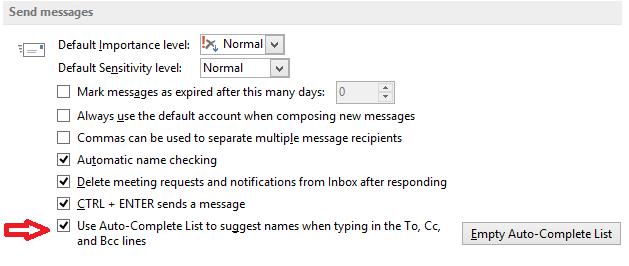 Send messages
Default Importance level: Normal
Default Sensitivity level: Normal
Mark messages as expired after this many days: 0
Always use the default account when composing new messages
Commas can be used to separate multiple message recipients
Automatic name checking
Delete meeting requests and notifications from Inbox after responding
CTRL + ENTER sends a message
Use Auto-Complete List to suggest names when typing in the To, Cc,
and Bcc lines
Empty Auto-Complete List